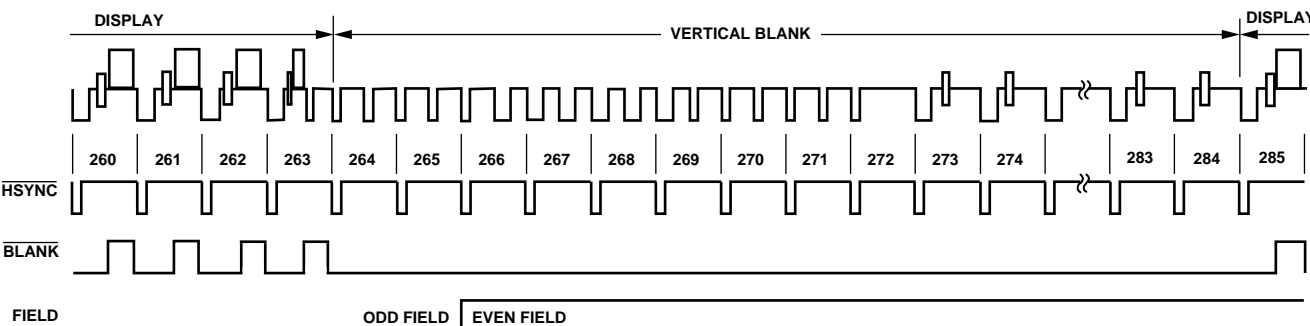 DISPLAY VERTICAL BLANK DISPLAY
260 261 262 263 264 265 266 267 268 269 270 271 272 273 274 283 284 285
HSYNC
BLANK
FIELD ODD FIELD EVEN FIELD